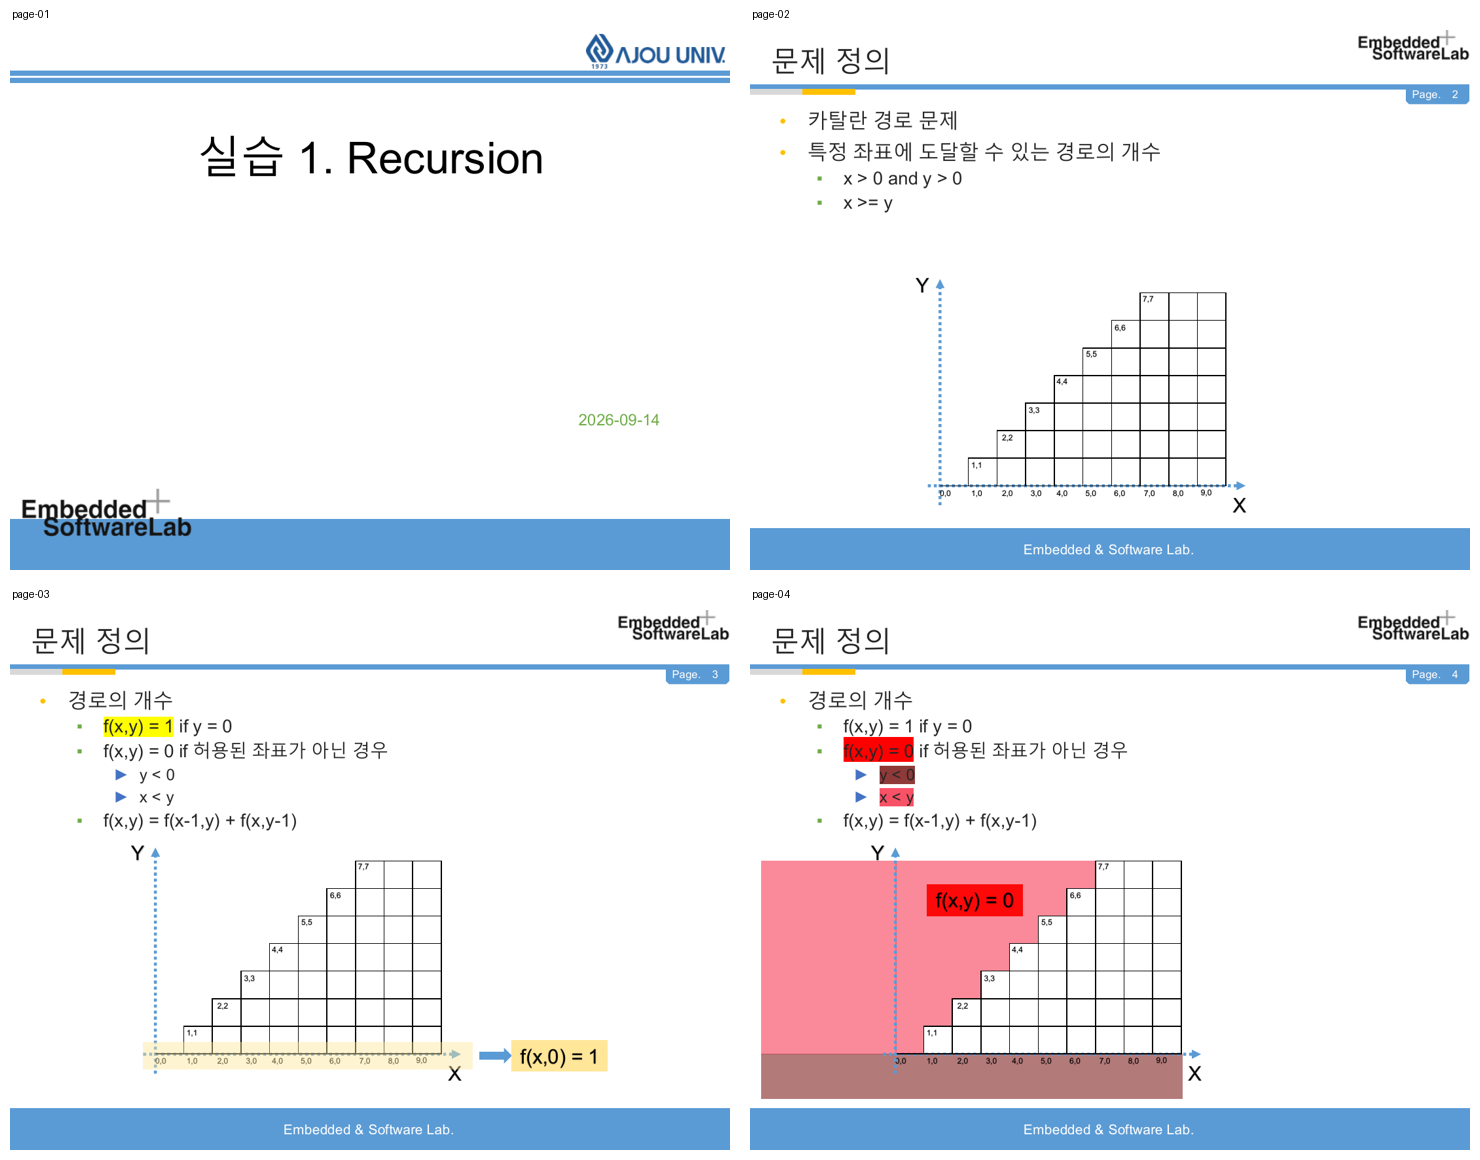 page-01
AJOU UNIV.
1973
실습 1. Recursion
2026-09-14
Embedded
SoftwareLab
page-02
Embedded
SoftwareLab
문제 정의
Page. 2
카탈란 경로 문제
특정 좌표에 도달할 수 있는 경로의 개수
x > 0 and y > 0
x >= y
Y
7,7
6,6
5,5
4,4
3,3
2,2
1,1
0,0 1,0 2,0 3,0 4,0 5,0 6,0 7,0 8,0 9,0
X
Embedded & Software Lab.
page-03
Embedded
SoftwareLab
문제 정의
Page. 3
경로의 개수
f(x,y) = 1 if y = 0
f(x,y) = 0 if 허용된 좌표가 아닌 경우
y < 0
x < y
f(x,y) = f(x-1,y) + f(x,y-1)
Y
7,7
6,6
5,5
4,4
3,3
2,2
1,1
0,0 1,0 2,0 3,0 4,0 5,0 6,0 7,0 8,0 9,0
f(x,0) = 1
X
Embedded & Software Lab.
page-04
Embedded
SoftwareLab
문제 정의
Page. 4
경로의 개수
f(x,y) = 1 if y = 0
f(x,y) = 0 if 허용된 좌표가 아닌 경우
y < 0
x < y
f(x,y) = f(x-1,y) + f(x,y-1)
Y
7,7
f(x,y) = 0
6,6
5,5
4,4
3,3
2,2
1,1
0,0 1,0 2,0 3,0 4,0 5,0 6,0 7,0 8,0 9,0
X
Embedded & Software Lab.